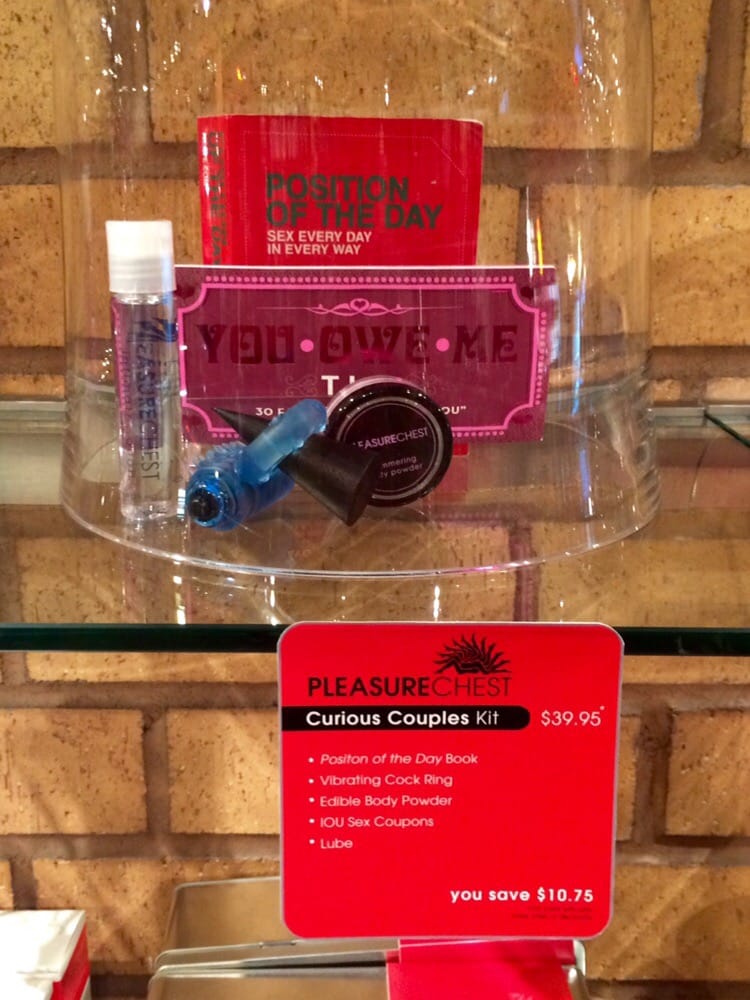 POSITION
OF THE DAY
SEX EVERY DAY
IN EVERY WAY
YOU•OWE•ME
30
PLEASURECHEST
PLEASURECHEST
PLEASURECHEST
Curious Couples Kit $39.95*
• Positon of the Day Book
• Vibrating Cock Ring
• Edible Body Powder
• IOU Sex Coupons
• Lube
you save $10.75